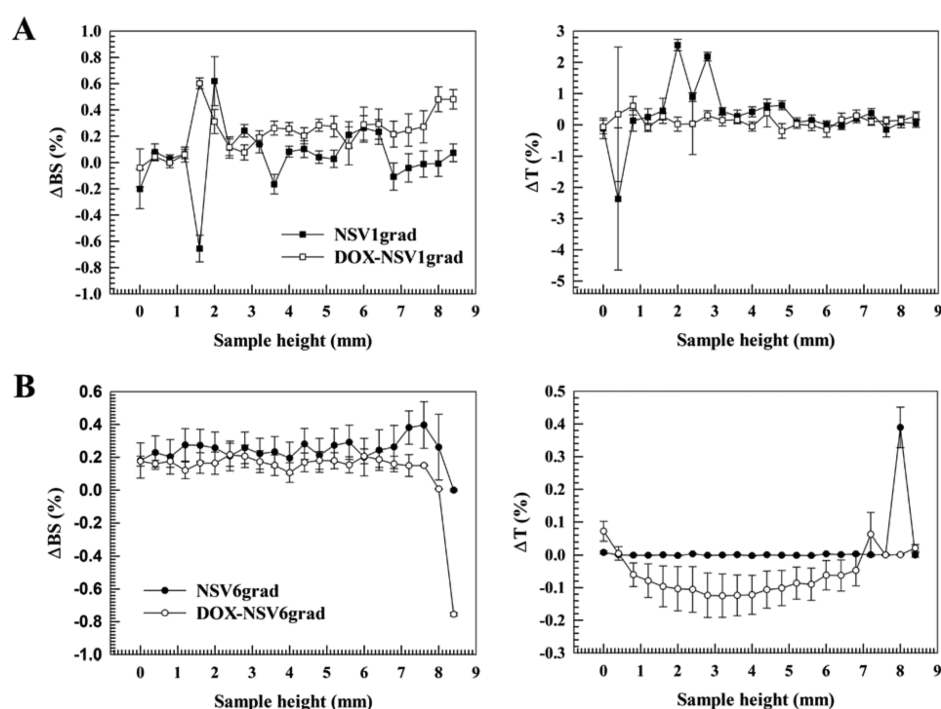 A
ΔBS (%)
1.0
0.8
0.6
0.4
0.2
0.0
-0.2
-0.4
-0.6
-0.8
-1.0
NSV1grad
DOX-NSV1grad
0 1 2 3 4 5 6 7 8 9
Sample height (mm)
ΔT (%)
3
2
1
0
-1
-2
-3
-4
-5
0 1 2 3 4 5 6 7 8 9
Sample height (mm)
B
ΔBS (%)
0.6
0.4
0.2
0.0
-0.2
-0.4
-0.6
-0.8
-1.0
NSV6grad
DOX-NSV6grad
0 1 2 3 4 5 6 7 8 9
Sample height (mm)
ΔT (%)
0.5
0.4
0.3
0.2
0.1
0.0
-0.1
-0.2
-0.3
0 1 2 3 4 5 6 7 8 9
Sample height (mm)